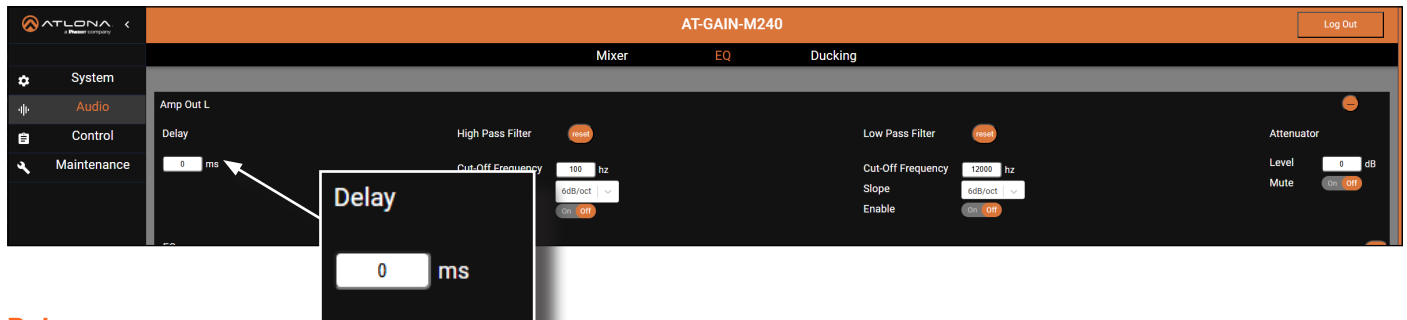 ATLONA <
a Panduit company
AT-GAIN-M240
Log Out
Mixer EQ Ducking
System
Audio
Control
Maintenance
Amp Out L
Delay
0 ms
High Pass Filter reset
Cut-Off Frequency 100 hz
6dB/oct
On Off
Low Pass Filter reset
Cut-Off Frequency 12000 hz
Slope 6dB/oct
Enable On Off
Attenuator
Level 0 dB
Mute On Off
Delay
0 ms